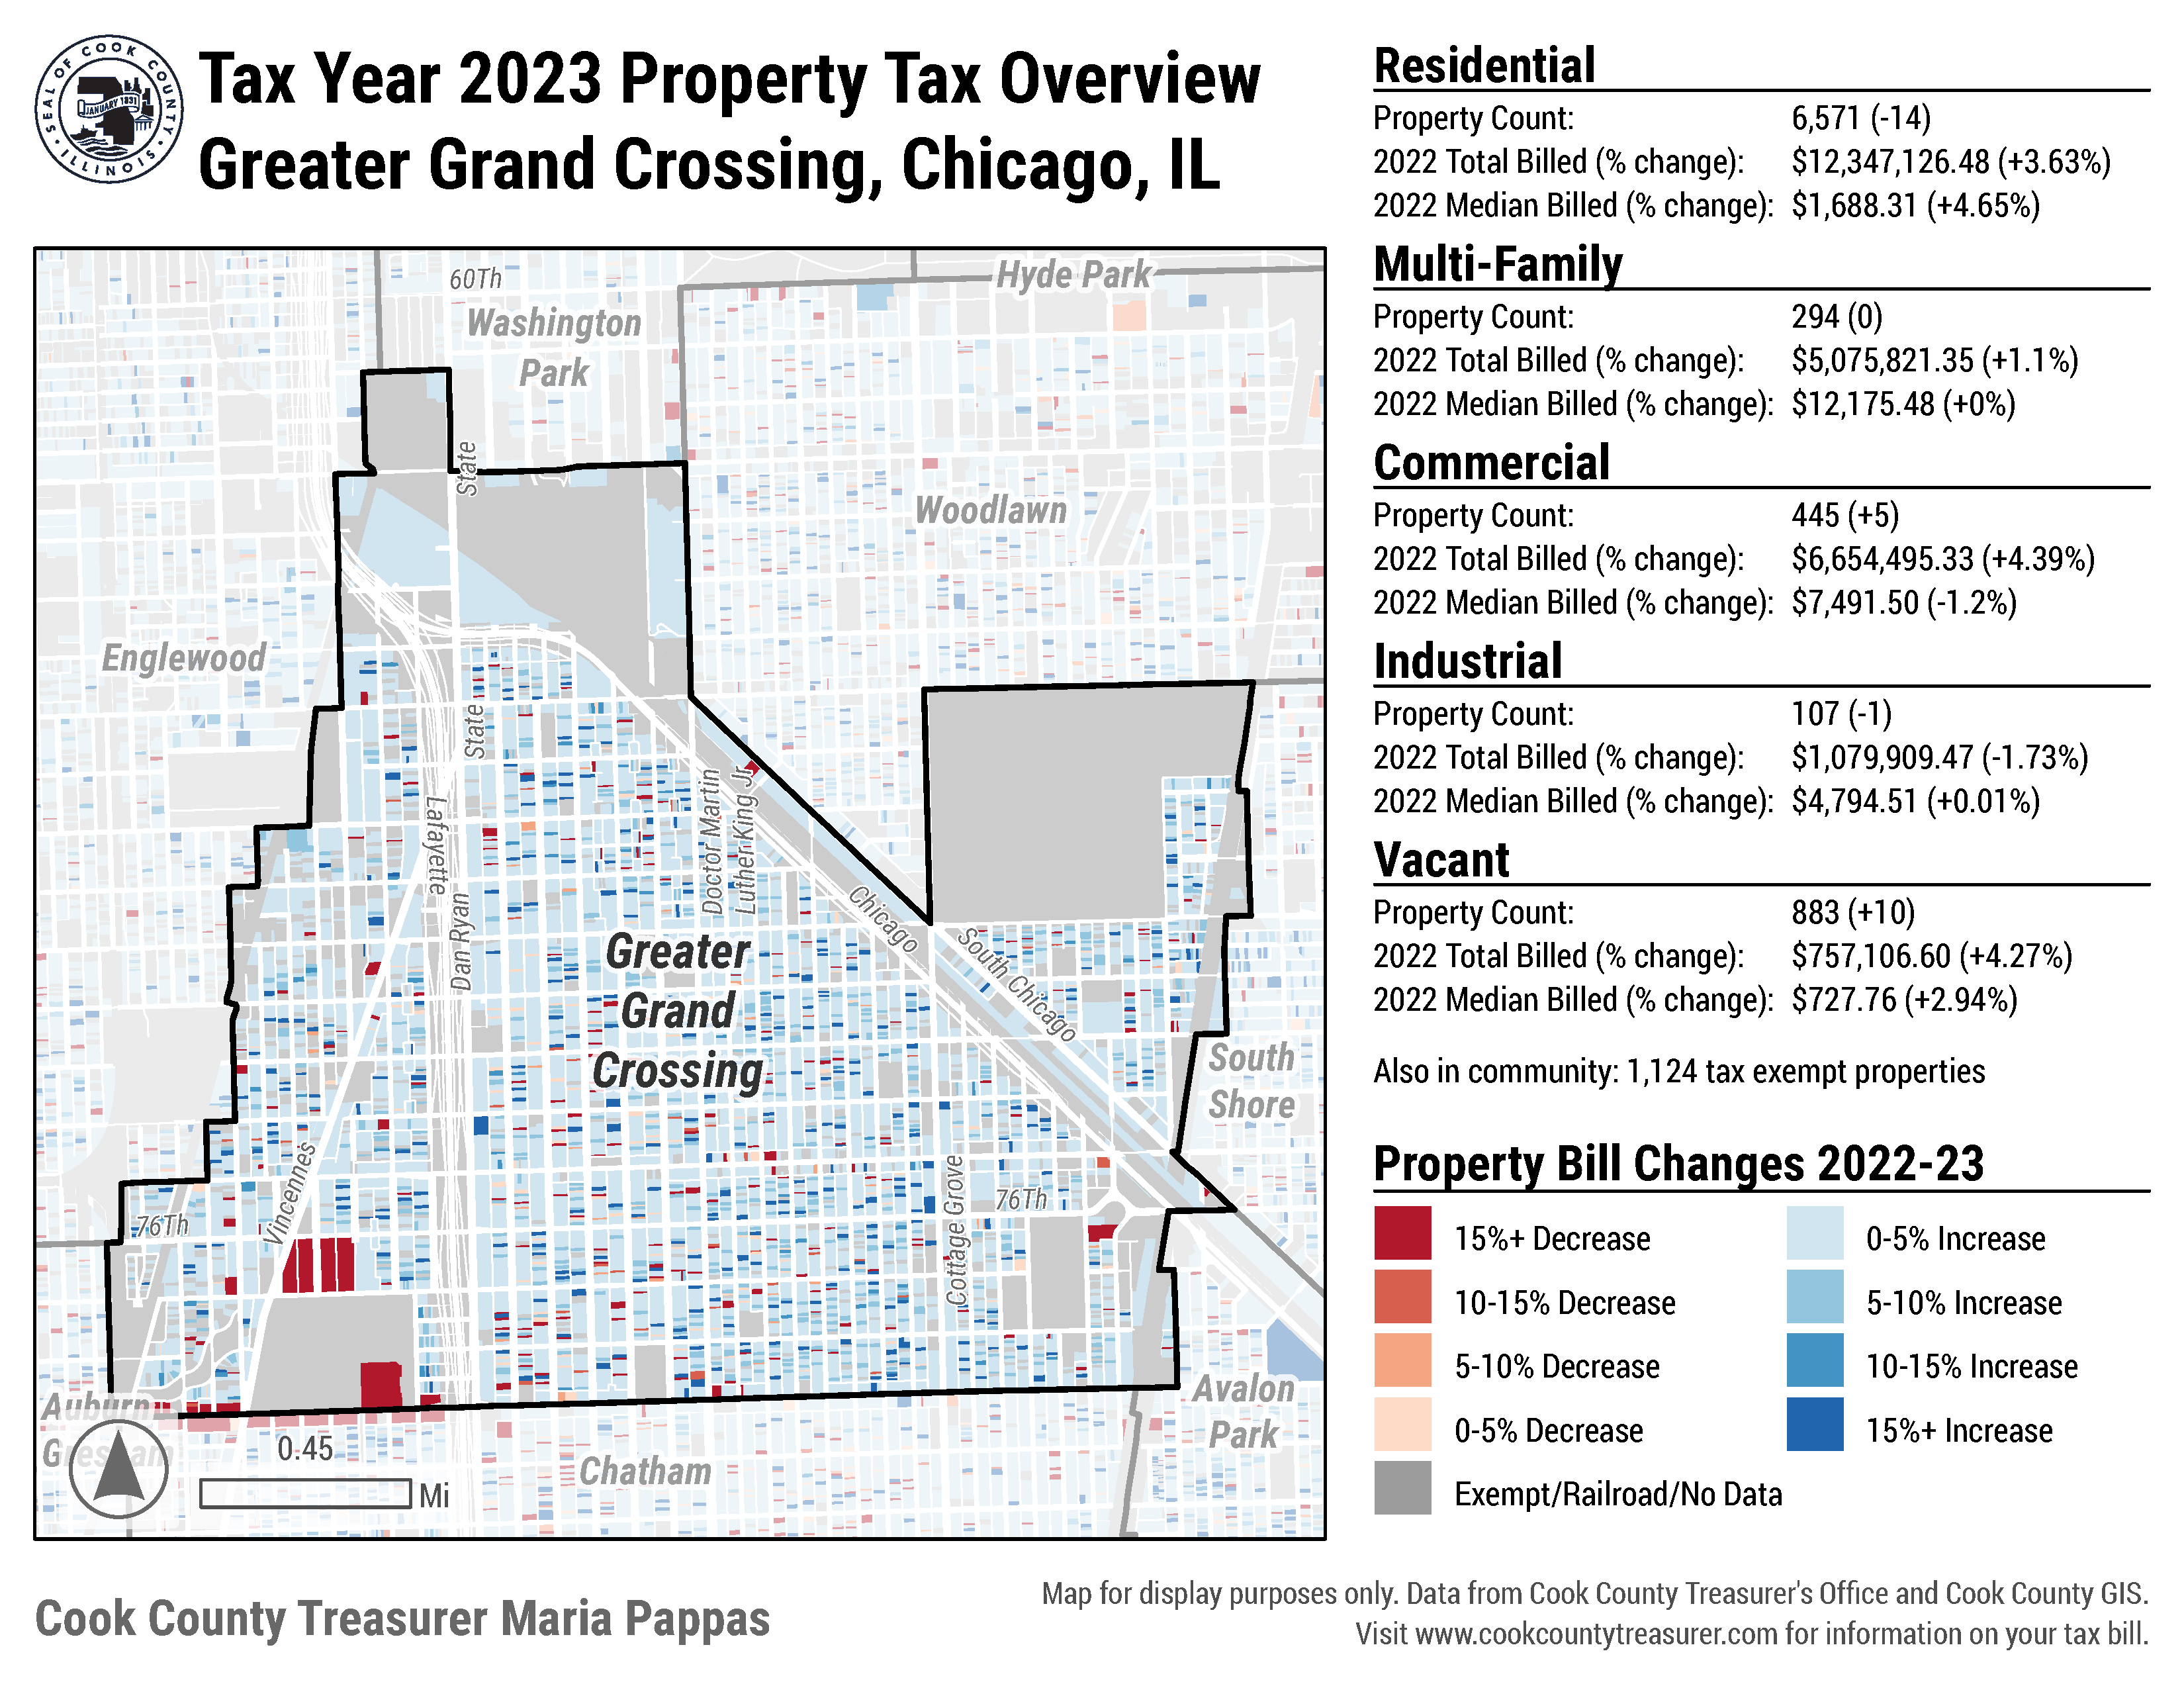 SEAL OF COOK COUNTY
JANUARY 1831
ILLINOIS
Tax Year 2023 Property Tax Overview
Greater Grand Crossing, Chicago, IL
60Th
Hyde Park
Washington
Park
State
Woodlawn
Englewood
State
Lafayette
Doctor Martin
Luther King Jr
Dan Ryan
Chicago
South Chicago
Greater
Grand
Crossing
South
Shore
Vincennes
76Th
Cottage Grove
76Th
Auburn
Gresham
0.45
Mi
Chatham
Avalon
Park
Residential
Property Count: 6,571 (-14)
2022 Total Billed (% change): $12,347,126.48 (+3.63%)
2022 Median Billed (% change): $1,688.31 (+4.65%)
Multi-Family
Property Count: 294 (0)
2022 Total Billed (% change): $5,075,821.35 (+1.1%)
2022 Median Billed (% change): $12,175.48 (+0%)
Commercial
Property Count: 445 (+5)
2022 Total Billed (% change): $6,654,495.33 (+4.39%)
2022 Median Billed (% change): $7,491.50 (-1.2%)
Industrial
Property Count: 107 (-1)
2022 Total Billed (% change): $1,079,909.47 (-1.73%)
2022 Median Billed (% change): $4,794.51 (+0.01%)
Vacant
Property Count: 883 (+10)
2022 Total Billed (% change): $757,106.60 (+4.27%)
2022 Median Billed (% change): $727.76 (+2.94%)
Also in community: 1,124 tax exempt properties
Property Bill Changes 2022-23
15%+ Decrease
0-5% Increase
10-15% Decrease
5-10% Increase
5-10% Decrease
10-15% Increase
0-5% Decrease
15%+ Increase
Exempt/Railroad/No Data
Cook County Treasurer Maria Pappas
Map for display purposes only. Data from Cook County Treasurer's Office and Cook County GIS.
Visit www.cookcountytreasurer.com for information on your tax bill.